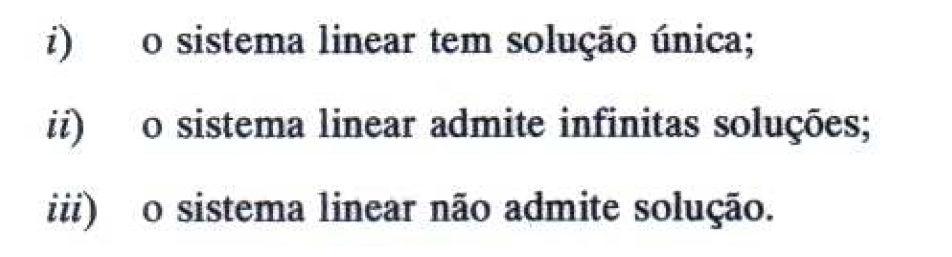 i) o sistema linear tem solução única;
ii) o sistema linear admite infinitas soluções;
iii) o sistema linear não admite solução.